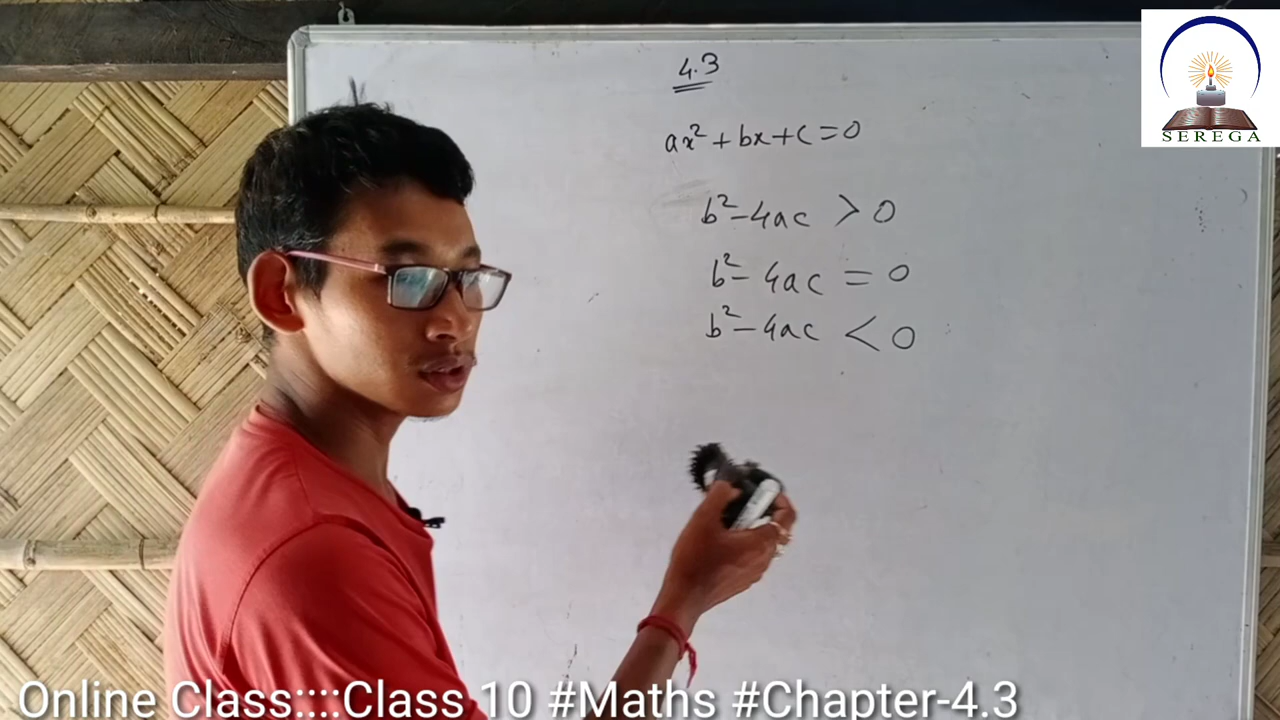 4.3
ax² + bx + c = 0
b² - 4ac > 0
b² - 4ac = 0
b² - 4ac < 0
SEREGA
Online Class::::Class 10 #Maths #Chapter-4.3